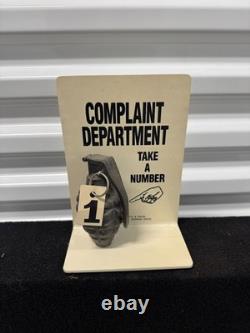 COMPLAINT
DEPARTMENT
TAKE
A
NUMBER
1
ebay